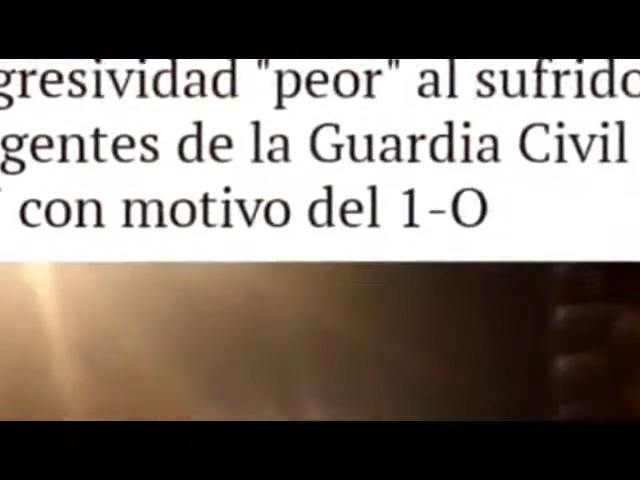 gresividad "peor" al sufrido
gentes de la Guardia Civil
con motivo del 1-O